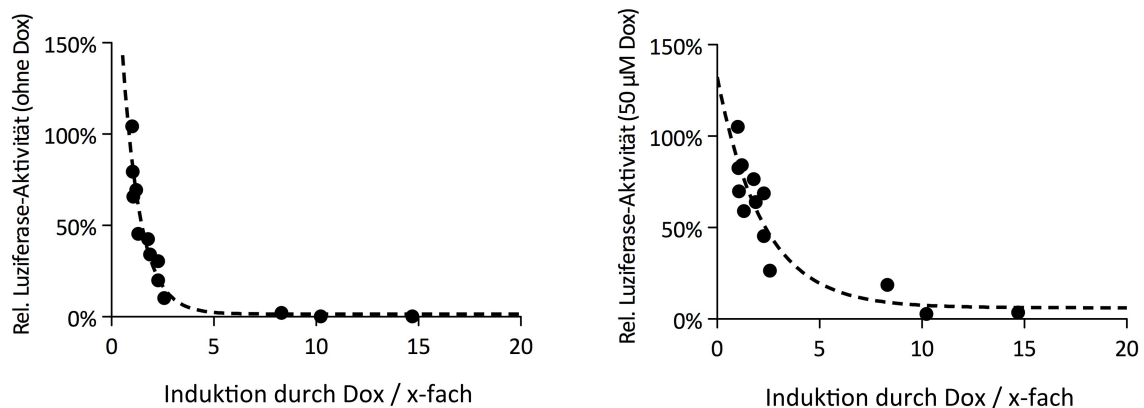 Rel. Luziferase-Aktivität (ohne Dox)
150%
100%
50%
0%
0 5 10 15 20
Induktion durch Dox / x-fach
Rel. Luziferase-Aktivität (50 µM Dox)
150%
100%
50%
0%
0 5 10 15 20
Induktion durch Dox / x-fach